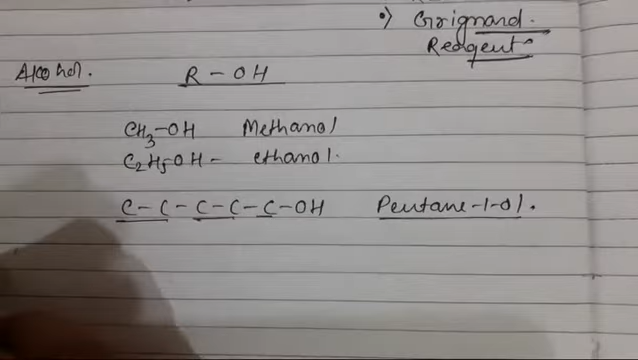 •) Grignard.
Reagent
Alcohol. R - OH
CH3-OH Methanol
C2H5OH - ethanol.
C-C-C-C-C-OH Pentane-1-ol.